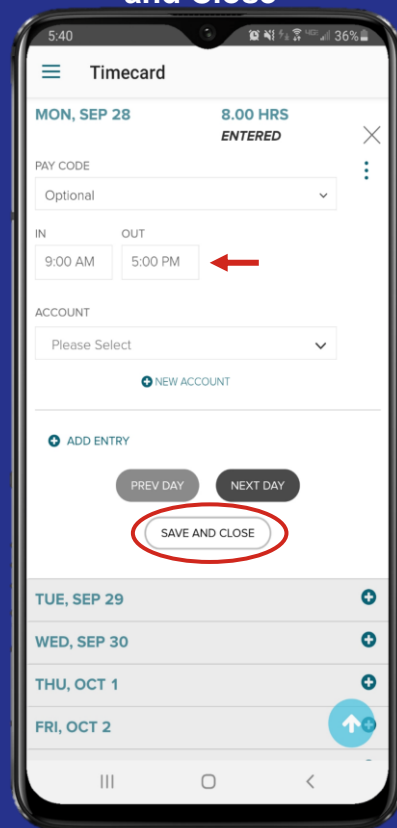 and Close
5:40 36%
Timecard
MON, SEP 28 8.00 HRS
ENTERED
PAY CODE
Optional
IN OUT
9:00 AM 5:00 PM
ACCOUNT
Please Select
NEW ACCOUNT
ADD ENTRY
PREV DAY NEXT DAY
SAVE AND CLOSE
TUE, SEP 29
WED, SEP 30
THU, OCT 1
FRI, OCT 2